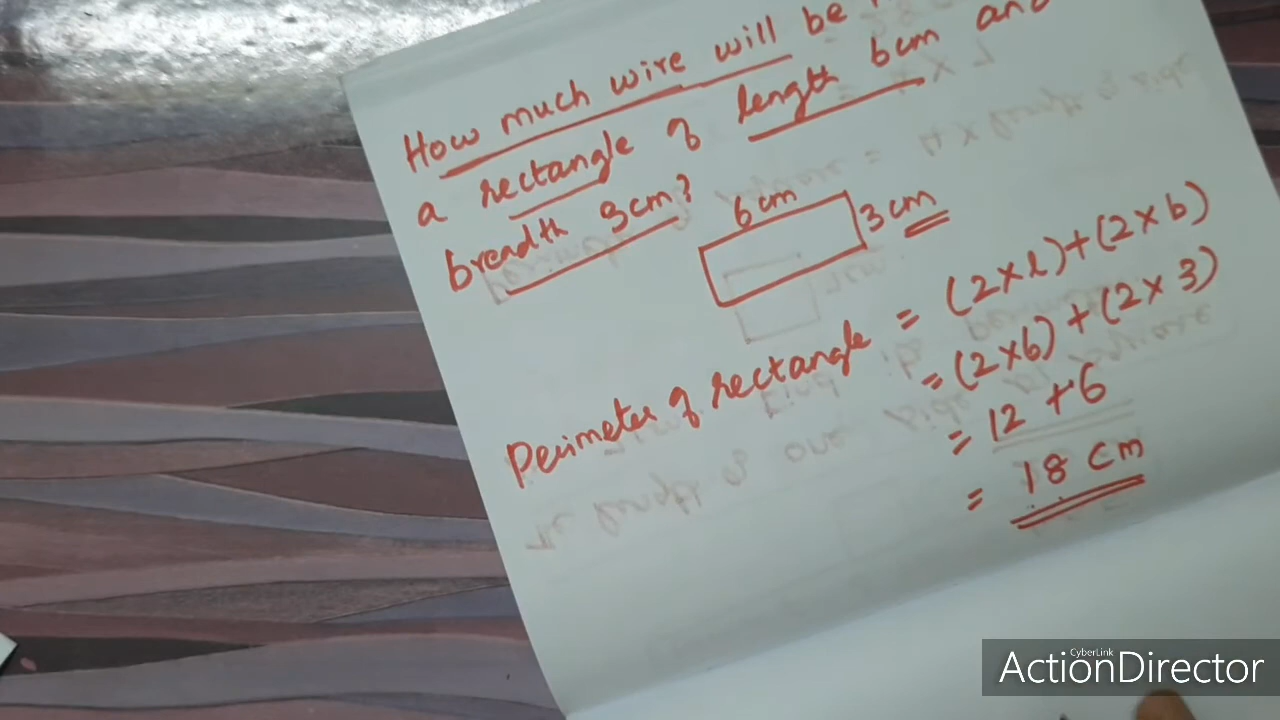 How much wire will be
a rectangle of length 6cm and
breadth 3cm?
6cm
3cm
Perimeter of rectangle = (2×l)+(2×b)
= (2×6)+(2×3)
= 12 +6
= 18 cm
CyberLink
ActionDirector